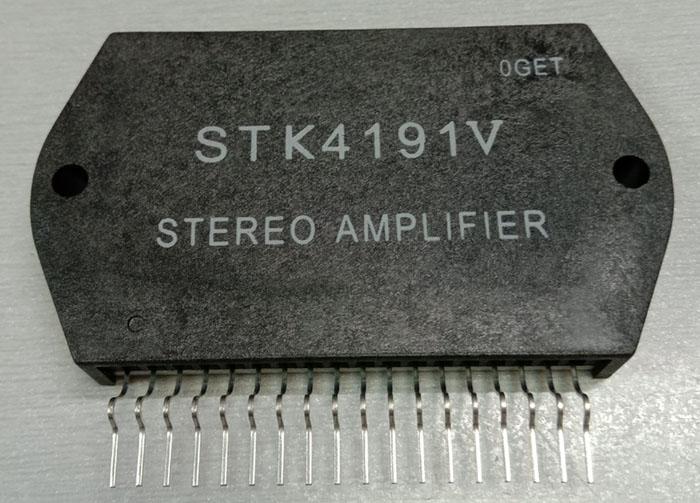 0GET
STK4191V
STEREO AMPLIFIER
C